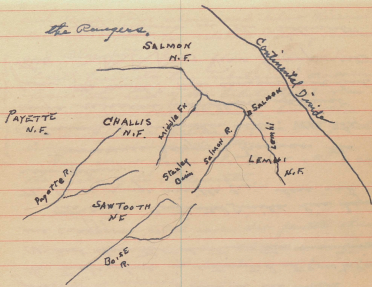 the Rangers.
SALMON
N.F.
Continental Divide
PAYETTE
N.F.
CHALLIS
N.F.
Middle Fk
SALMON
Salmon R.
Lemhi
LEMHI
N.F.
Stanley
Basin
Payette R.
SAWTOOTH
NF
BOISE
R.